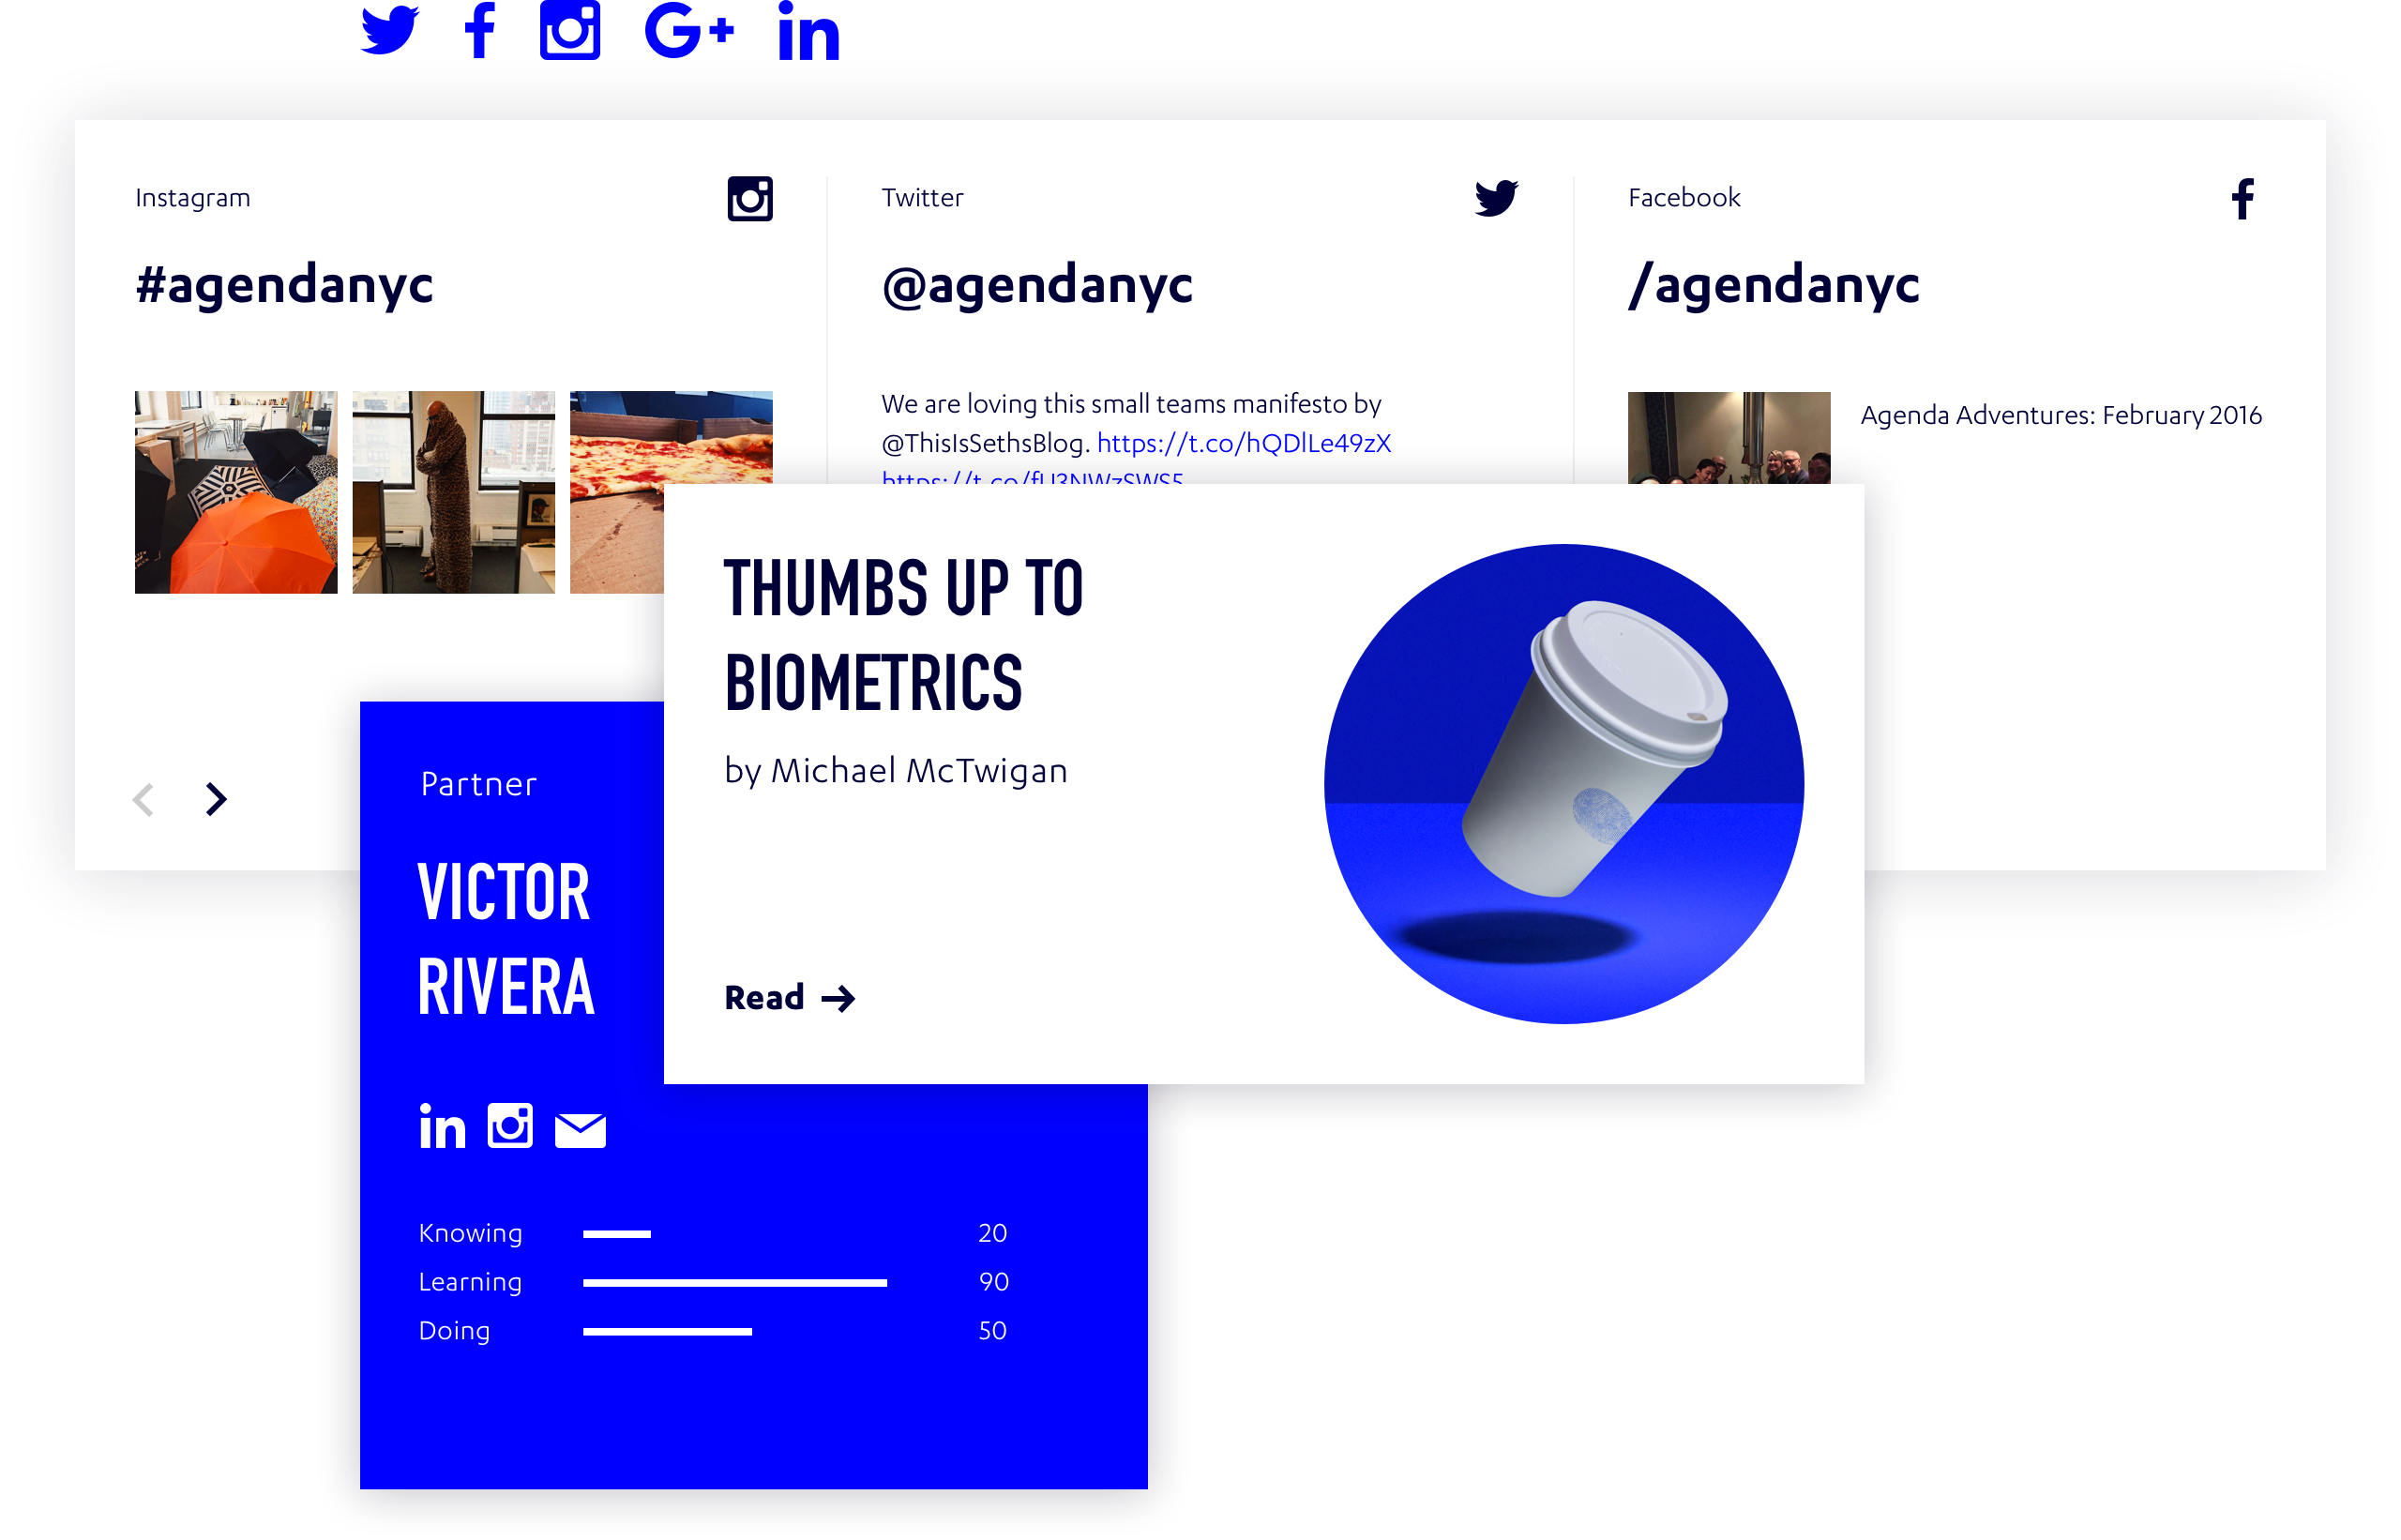 Instagram
#agendanyc
Twitter
@agendanyc
We are loving this small teams manifesto by
@ThisIsSethsBlog. https://t.co/hQDlLe49zX
Facebook
/agendanyc
Agenda Adventures: February 2016
THUMBS UP TO
BIOMETRICS
by Michael McTwigan
Read
Partner
VICTOR
RIVERA
Knowing 20
Learning 90
Doing 50